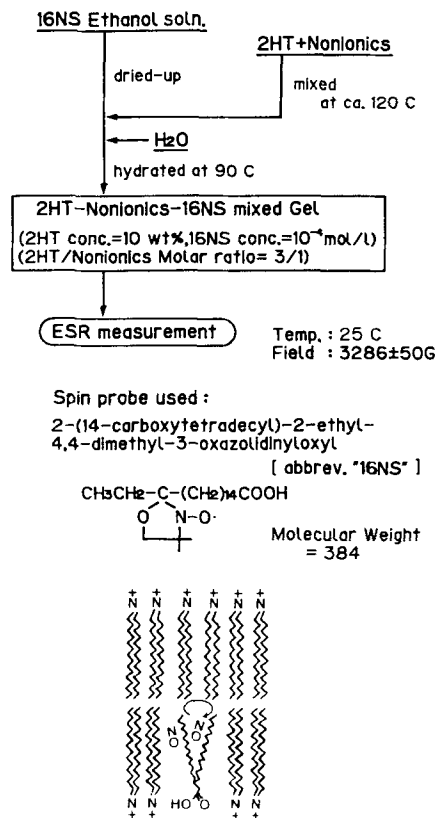 16NS Ethanol soln.
2HT+Nonionics
dried-up
mixed
at ca. 120 C
H2O
hydrated at 90 C
2HT-Nonionics-16NS mixed Gel
(2HT conc.=10 wt%,16NS conc.=10⁻⁴mol/l)
(2HT/Nonionics Molar ratio= 3/1)
ESR measurement
Temp. : 25 C
Field : 3286±50G
Spin probe used :
2-(14-carboxytetradecyl)-2-ethyl-
4,4-dimethyl-3-oxazolidinyloxyl
[ abbrev. "16NS" ]
CH3CH2-C-(CH2)14COOH
O N-O·
Molecular Weight
= 384
+ + + + + +
N N N N N N
N O N O
HO O
N N N N
+ + + +